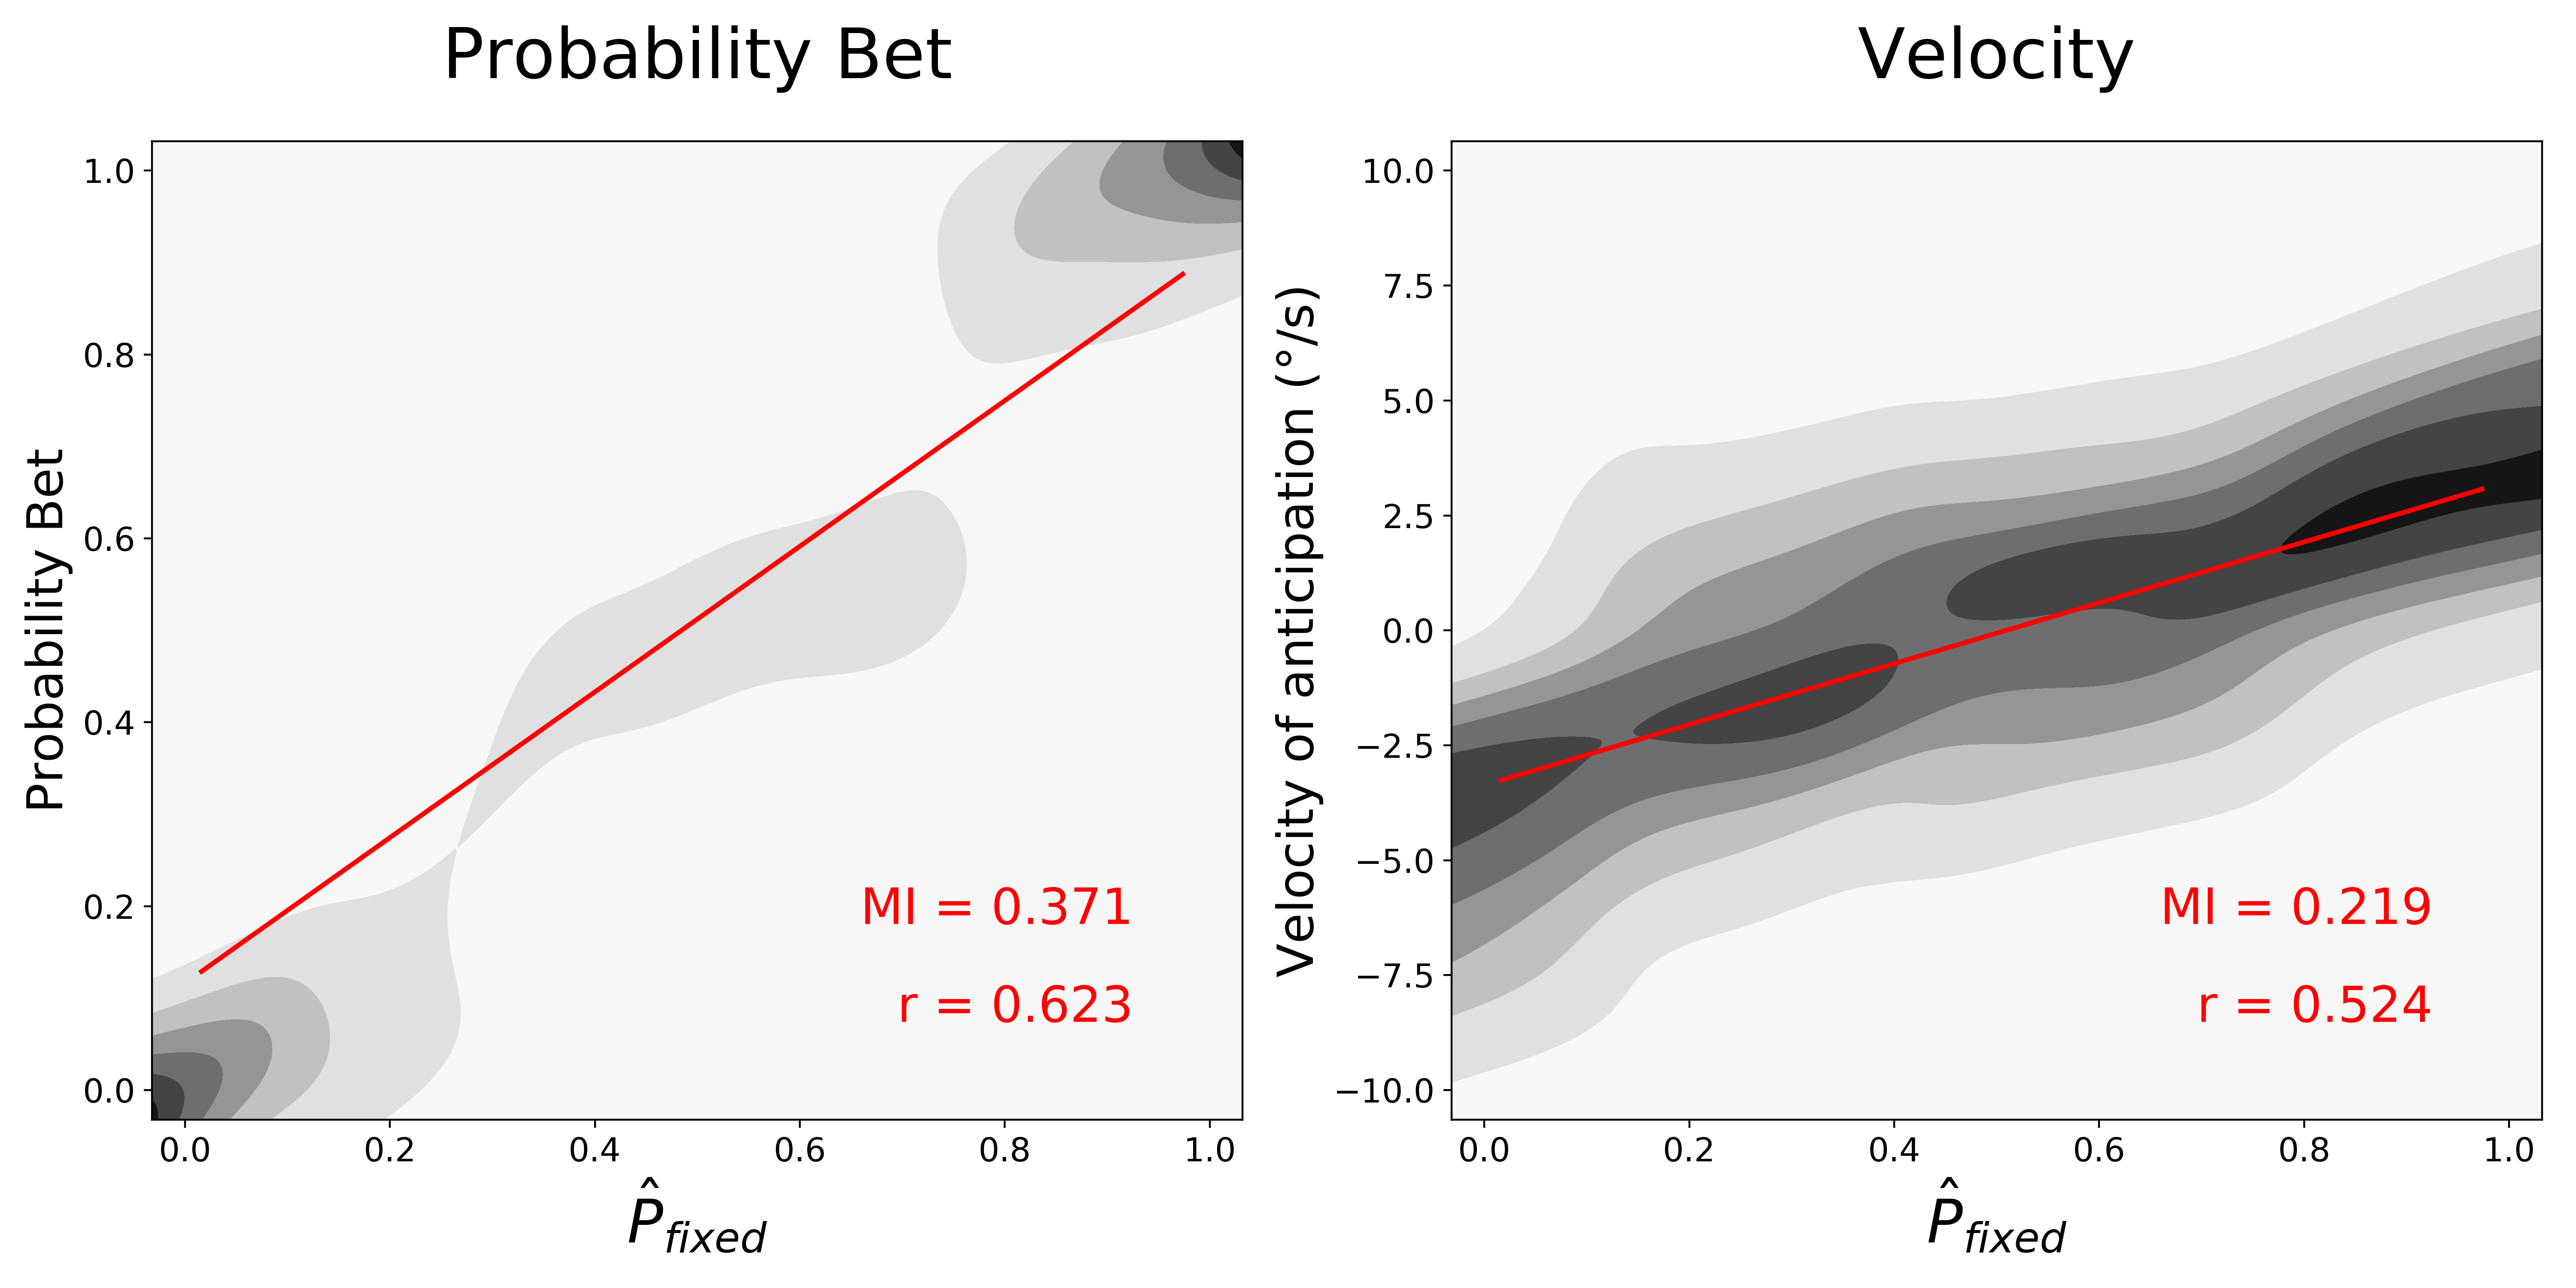 Probability Bet
Velocity
Probability Bet
1.0
0.8
0.6
0.4
0.2
0.0
MI = 0.371
r = 0.623
0.0 0.2 0.4 0.6 0.8 1.0
P̂fixed
Velocity of anticipation (°/s)
10.0
7.5
5.0
2.5
0.0
−2.5
−5.0
−7.5
−10.0
MI = 0.219
r = 0.524
0.0 0.2 0.4 0.6 0.8 1.0
P̂fixed